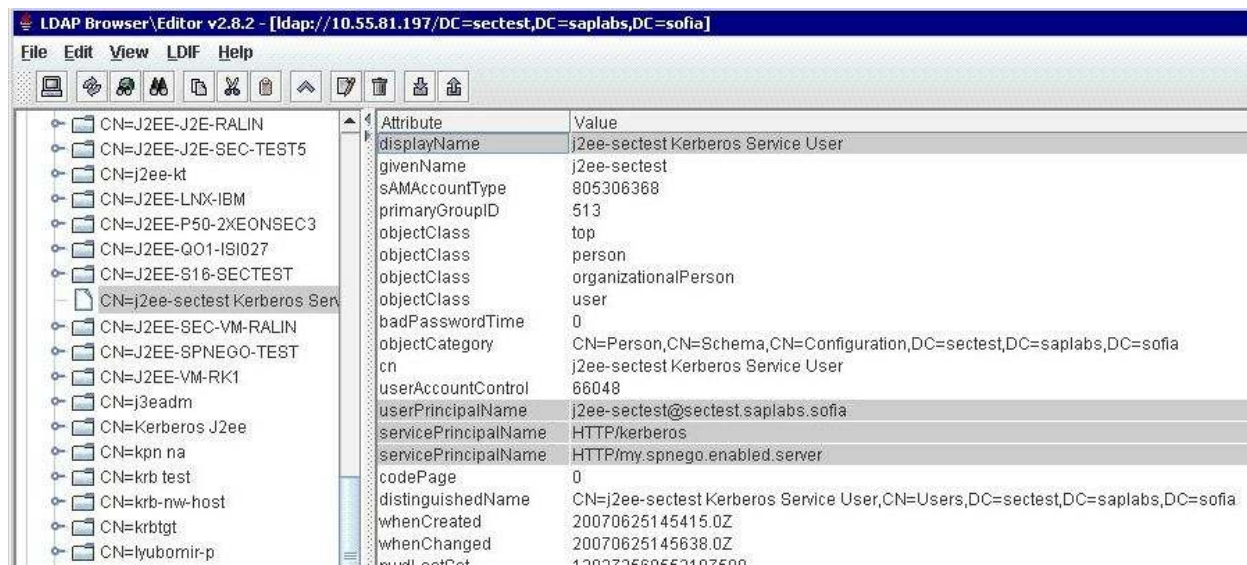 LDAP Browser\Editor v2.8.2 - [ldap://10.55.81.197/DC=sectest,DC=saplabs,DC=sofia]
File Edit View LDIF Help
CN=J2EE-J2E-RALIN
CN=J2EE-J2E-SEC-TEST5
CN=j2ee-kt
CN=J2EE-LNX-IBM
CN=J2EE-P50-2XEONSEC3
CN=J2EE-QO1-ISI027
CN=J2EE-S16-SECTEST
CN=j2ee-sectest Kerberos Serv
CN=J2EE-SEC-VM-RALIN
CN=J2EE-SPNEGO-TEST
CN=J2EE-VM-RK1
CN=j3eadm
CN=Kerberos J2ee
CN=kpn na
CN=krb test
CN=krb-nw-host
CN=krbtgt
CN=lyubomir-p
Attribute Value
displayName j2ee-sectest Kerberos Service User
givenName j2ee-sectest
sAMAccountType 805306368
primaryGroupID 513
objectClass top
objectClass person
objectClass organizationalPerson
objectClass user
badPasswordTime 0
objectCategory CN=Person,CN=Schema,CN=Configuration,DC=sectest,DC=saplabs,DC=sofia
cn j2ee-sectest Kerberos Service User
userAccountControl 66048
userPrincipalName j2ee-sectest@sectest.saplabs.sofia
servicePrincipalName HTTP/kerberos
servicePrincipalName HTTP/my.spnego.enabled.server
codePage 0
distinguishedName CN=j2ee-sectest Kerberos Service User,CN=Users,DC=sectest,DC=saplabs,DC=sofia
whenCreated 20070625145415.0Z
whenChanged 20070625145638.0Z